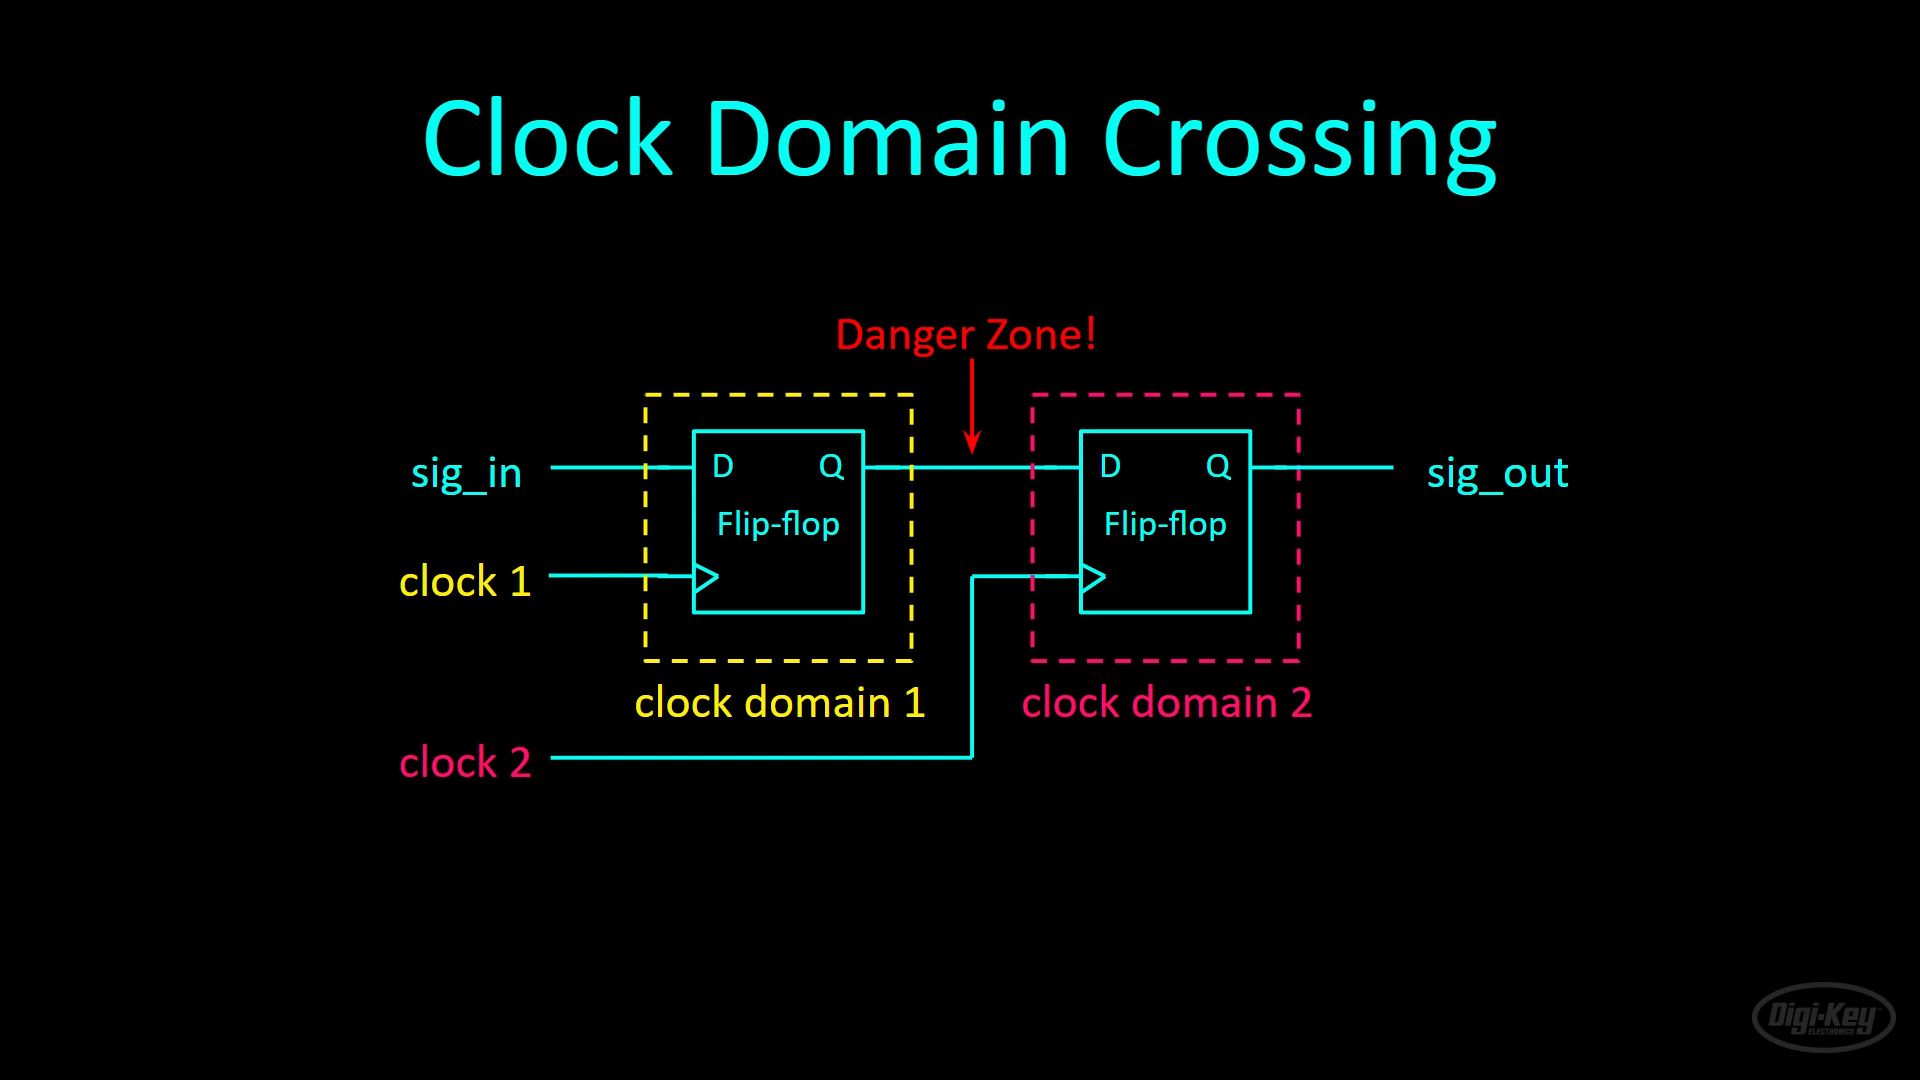 Clock Domain Crossing
Danger Zone!
sig_in
D Q
Flip-flop
D Q
Flip-flop
sig_out
clock 1
clock domain 1
clock domain 2
clock 2
Digi-Key
ELECTRONICS